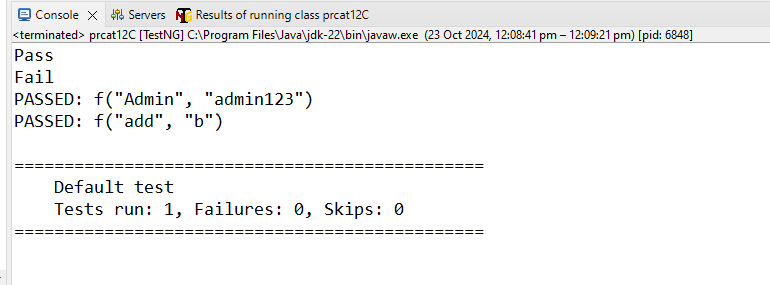 Console Servers Results of running class prcat12C
<terminated> prcat12C [TestNG] C:\Program Files\Java\jdk-22\bin\javaw.exe (23 Oct 2024, 12:08:41 pm – 12:09:21 pm) [pid: 6848]
Pass
Fail
PASSED: f("Admin", "admin123")
PASSED: f("add", "b")
===============================================
Default test
Tests run: 1, Failures: 0, Skips: 0
===============================================